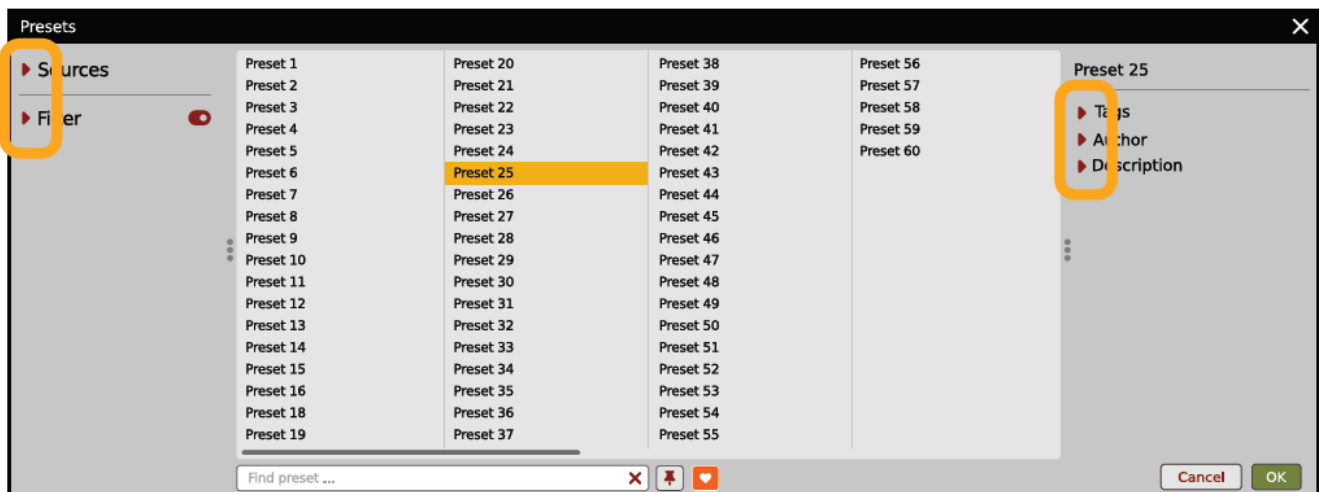 Presets
Sources
Filter
Preset 1
Preset 2
Preset 3
Preset 4
Preset 5
Preset 6
Preset 7
Preset 8
Preset 9
Preset 10
Preset 11
Preset 12
Preset 13
Preset 14
Preset 15
Preset 16
Preset 18
Preset 19
Preset 20
Preset 21
Preset 22
Preset 23
Preset 24
Preset 25
Preset 26
Preset 27
Preset 28
Preset 29
Preset 30
Preset 31
Preset 32
Preset 33
Preset 34
Preset 35
Preset 36
Preset 37
Preset 38
Preset 39
Preset 40
Preset 41
Preset 42
Preset 43
Preset 44
Preset 45
Preset 46
Preset 47
Preset 48
Preset 49
Preset 50
Preset 51
Preset 52
Preset 53
Preset 54
Preset 55
Preset 56
Preset 57
Preset 58
Preset 59
Preset 60
Preset 25
Tags
Author
Description
Find preset ...
Cancel
OK